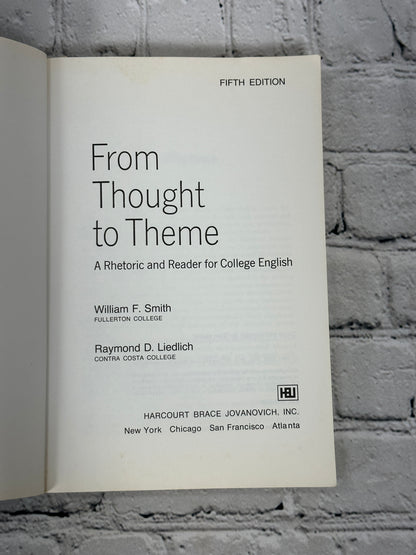 FIFTH EDITION
From
Thought
to Theme
A Rhetoric and Reader for College English
William F. Smith
FULLERTON COLLEGE
Raymond D. Liedlich
CONTRA COSTA COLLEGE
HBJ
HARCOURT BRACE JOVANOVICH, INC.
New York Chicago San Francisco Atlanta